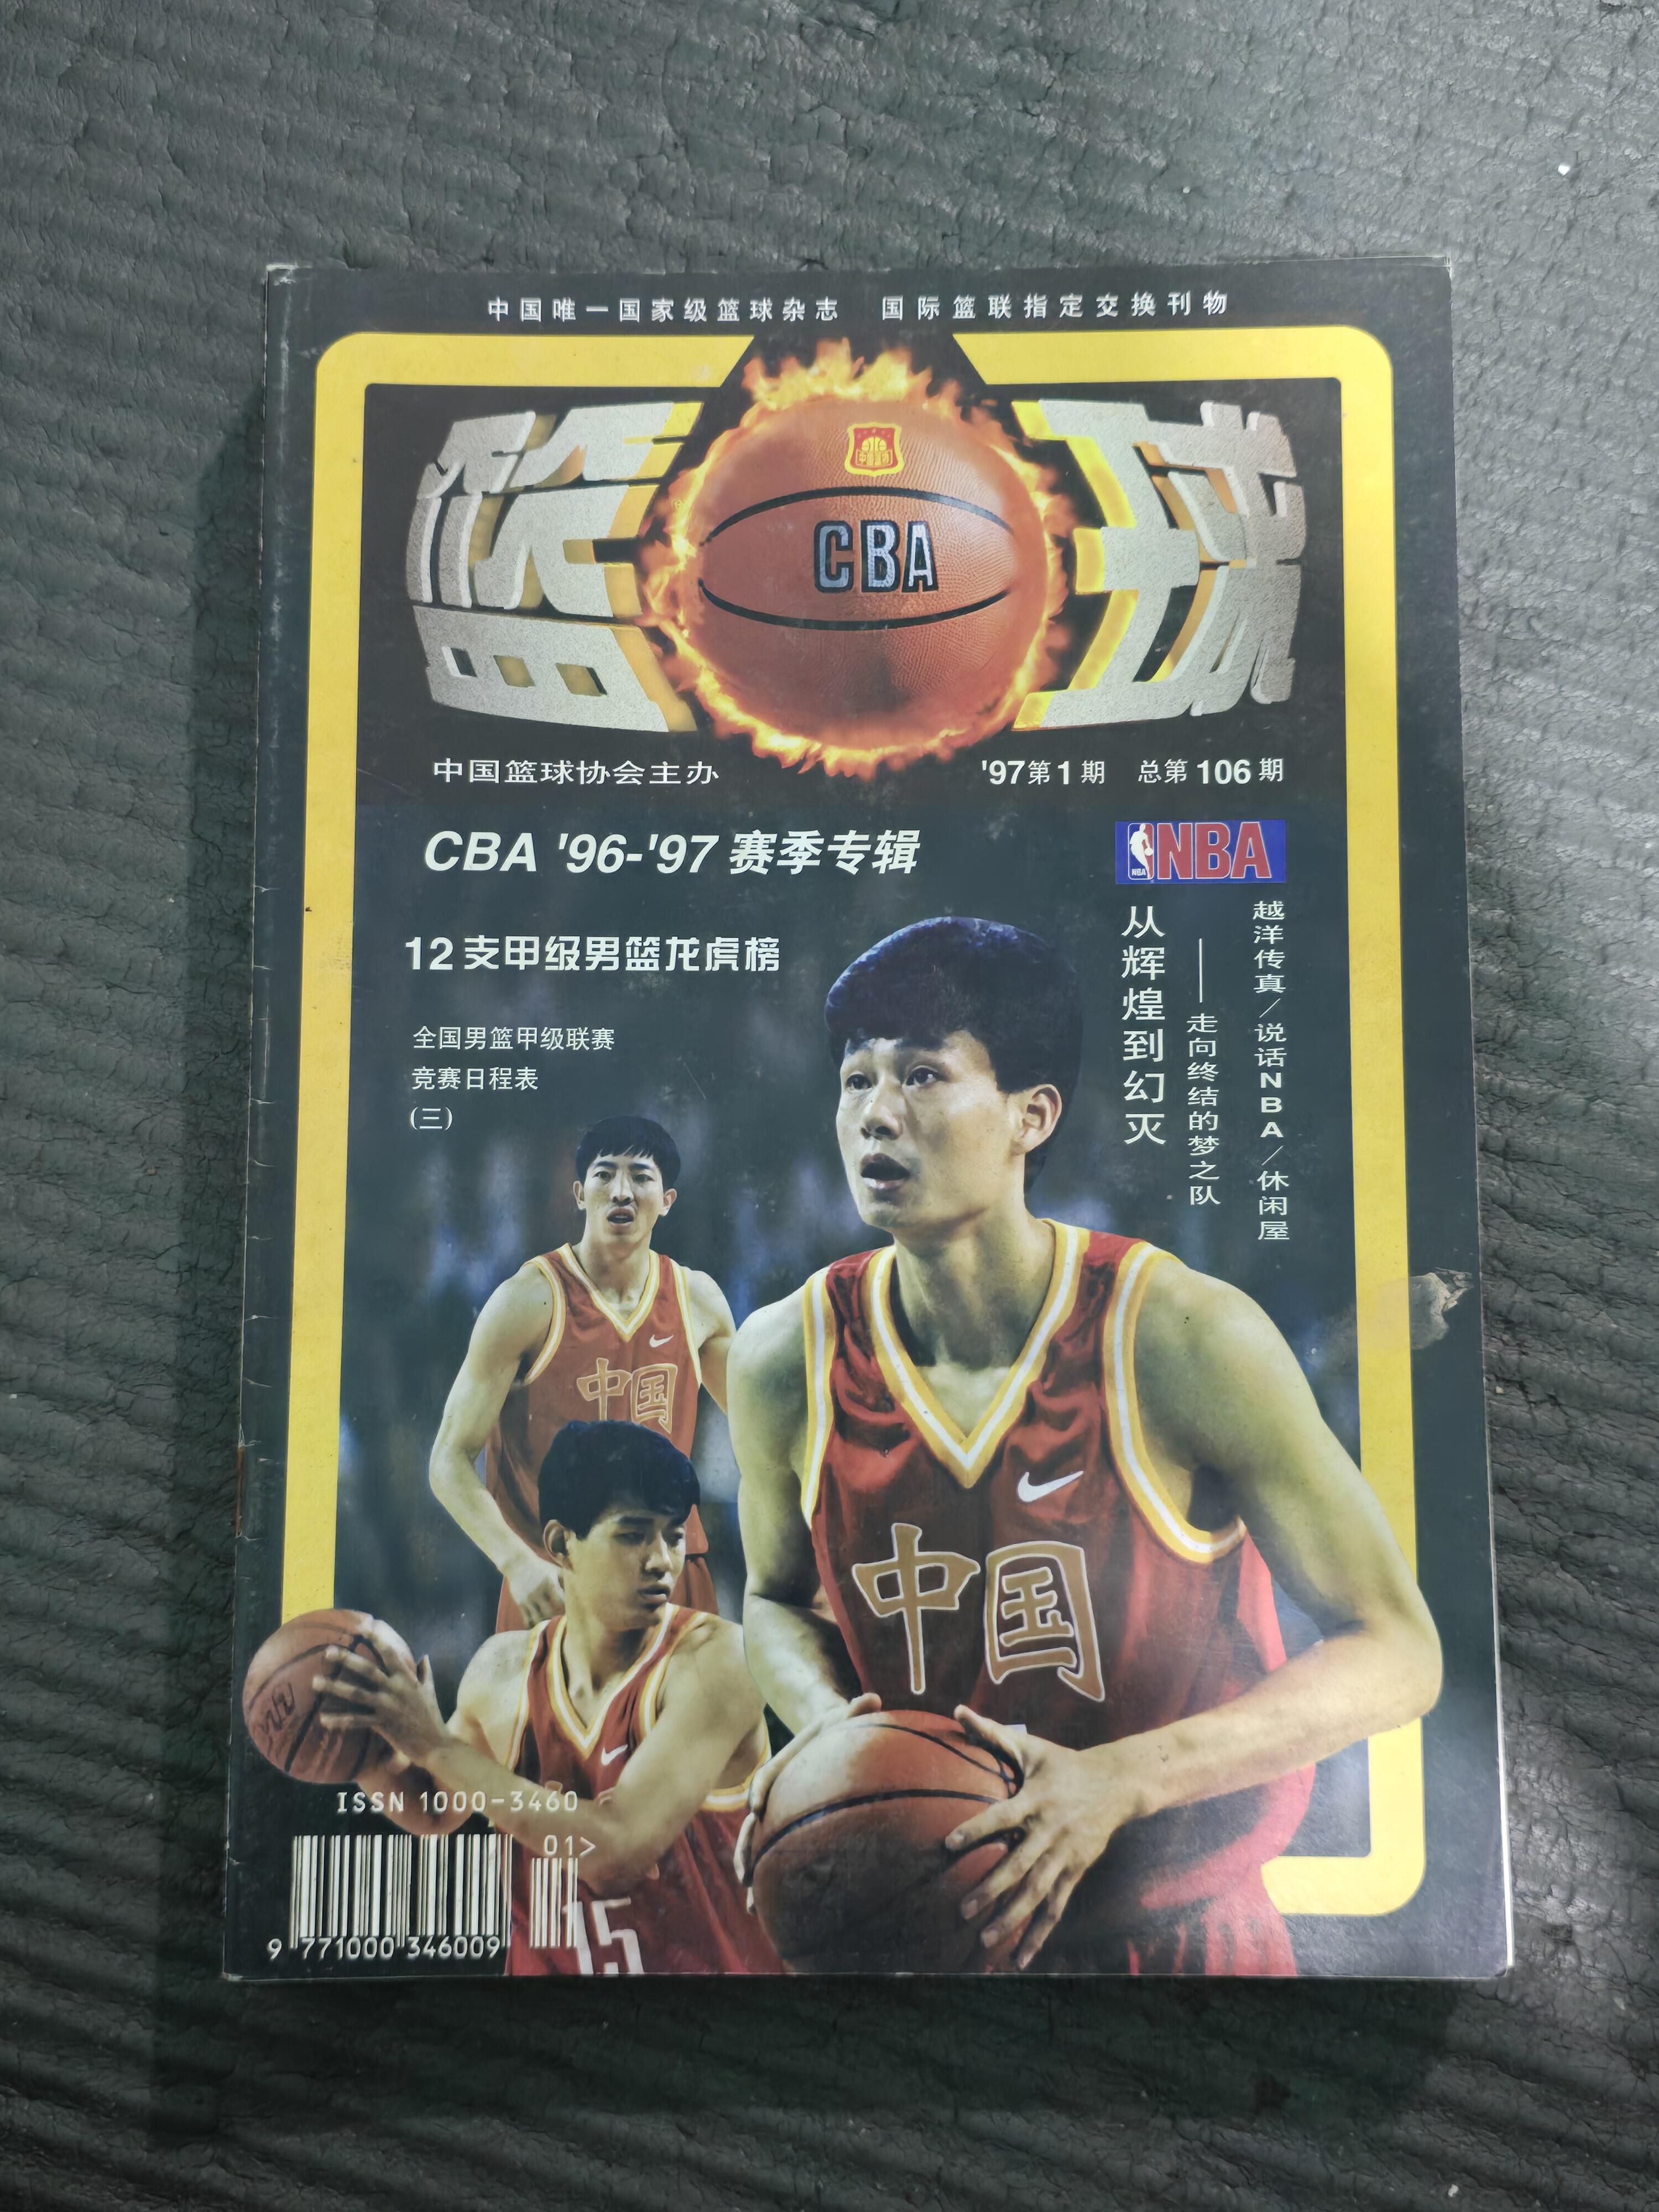 中国唯一国家级篮球杂志 国际篮联指定交换刊物
篮球
CBA
中国篮球协会主办
'97第1期 总第106期
CBA '96-'97 赛季专辑
12支甲级男篮龙虎榜
全国男篮甲级联赛
竞赛日程表
(三)
NBA
NBA
越洋传真/说话NBA/休闲屋
从辉煌到幻灭
——走向终结的梦之队
中国
中国
15
ISSN 1000-3460
01>
9 771000 346009